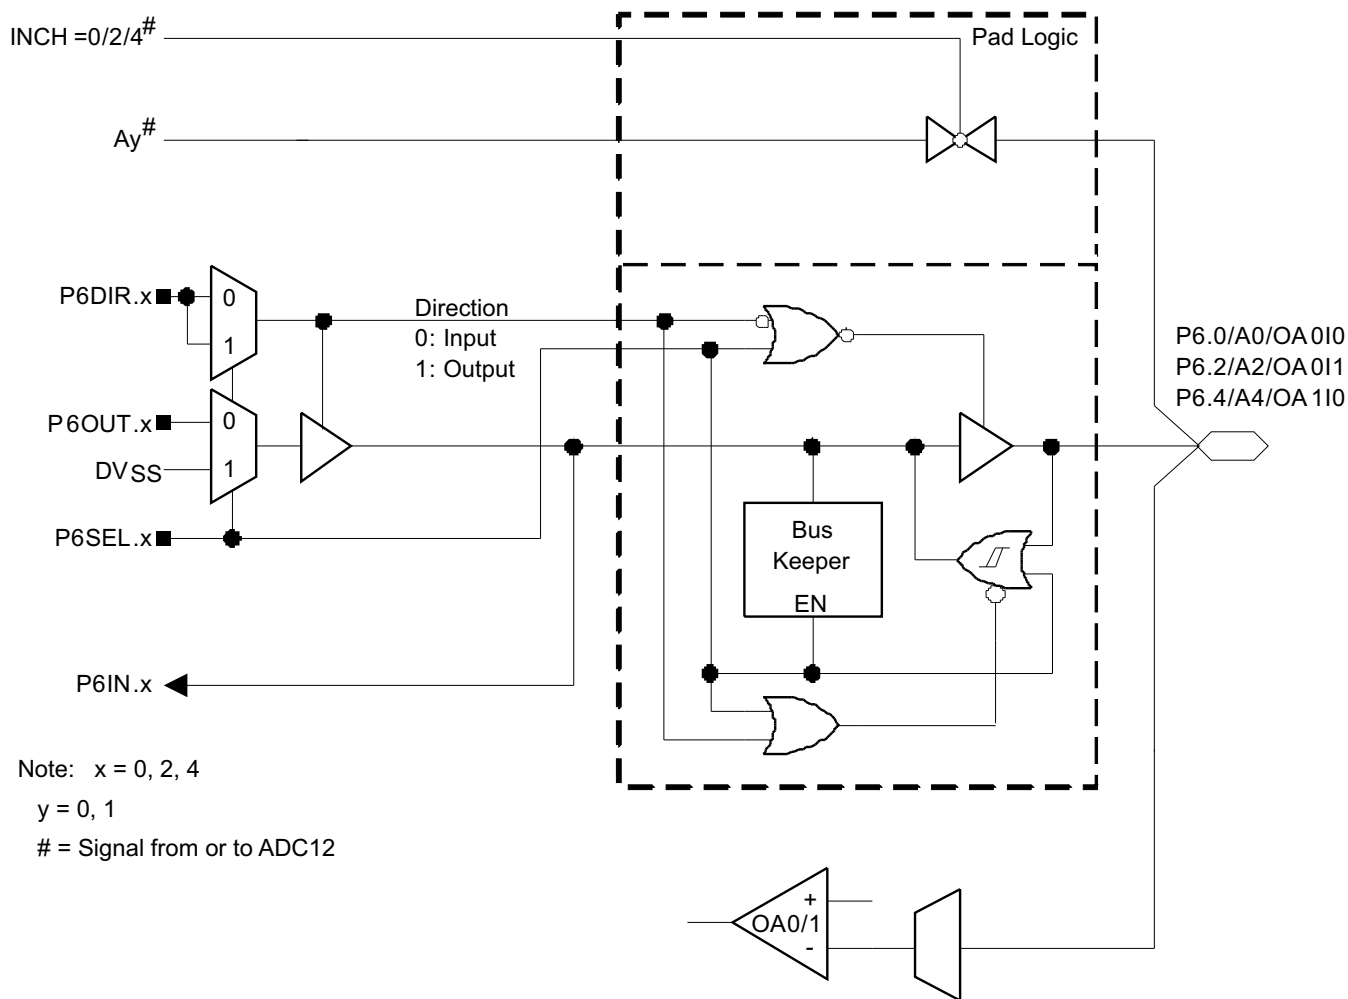 INCH =0/2/4#
Pad Logic
Ay#
P6DIR.x
0
1
Direction
0: Input
1: Output
P6.0/A0/OA0I0
P6.2/A2/OA0I1
P6.4/A4/OA1I0
P6OUT.x
0
DVSS
1
P6SEL.x
Bus
Keeper
EN
P6IN.x
Note: x = 0, 2, 4
y = 0, 1
# = Signal from or to ADC12
+
OA0/1
-